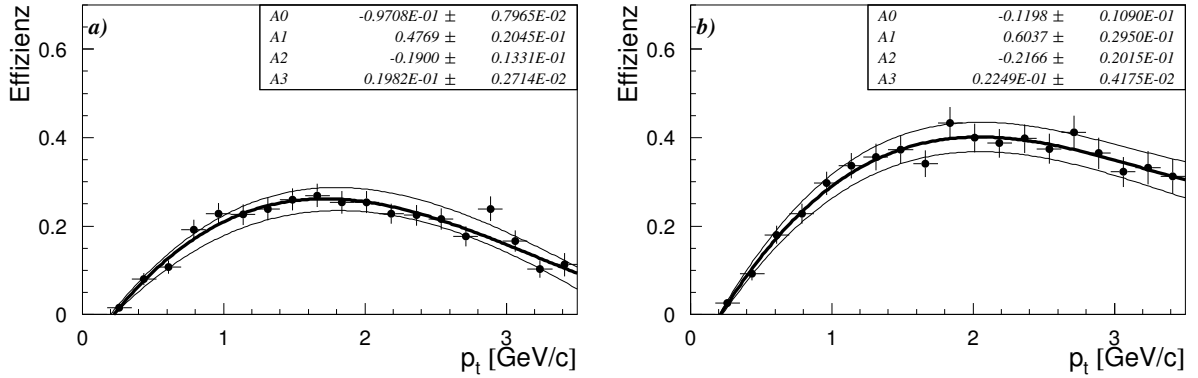 a)
A0 -0.9708E-01 ± 0.7965E-02
A1 0.4769 ± 0.2045E-01
A2 -0.1900 ± 0.1331E-01
A3 0.1982E-01 ± 0.2714E-02
Effizienz
0.6
0.4
0.2
0
0 1 2 3
pt [GeV/c]
b)
A0 -0.1198 ± 0.1090E-01
A1 0.6037 ± 0.2950E-01
A2 -0.2166 ± 0.2015E-01
A3 0.2249E-01 ± 0.4175E-02
Effizienz
0.6
0.4
0.2
0
0 1 2 3
pt [GeV/c]